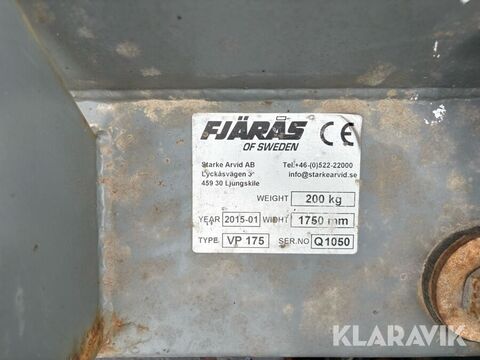 FJÄRÅS
OF SWEDEN
CE
Starke Arvid AB Tel.+46-(0)522-22000
Lyckåsvägen info@starkearvid.se
459 30 Ljungskile
WEIGHT 200 kg
YEAR 2015-01 WIDHT 1750 mm
TYPE VP 175 SER.NO Q1050
KLARAVIK